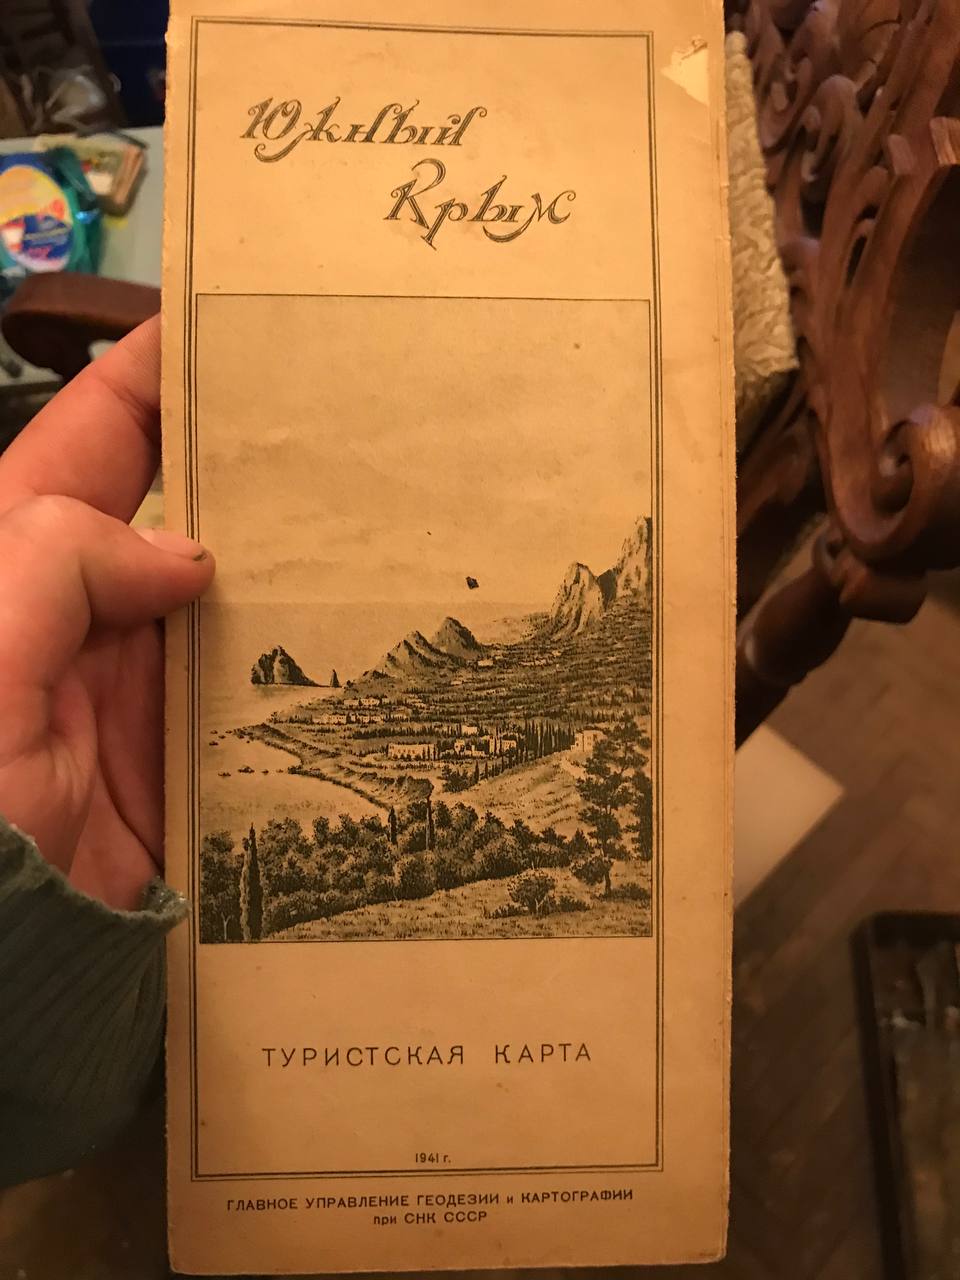 Южный
Крым
ТУРИСТСКАЯ КАРТА
1941 г.
ГЛАВНОЕ УПРАВЛЕНИЕ ГЕОДЕЗИИ и КАРТОГРАФИИ
при СНК СССР